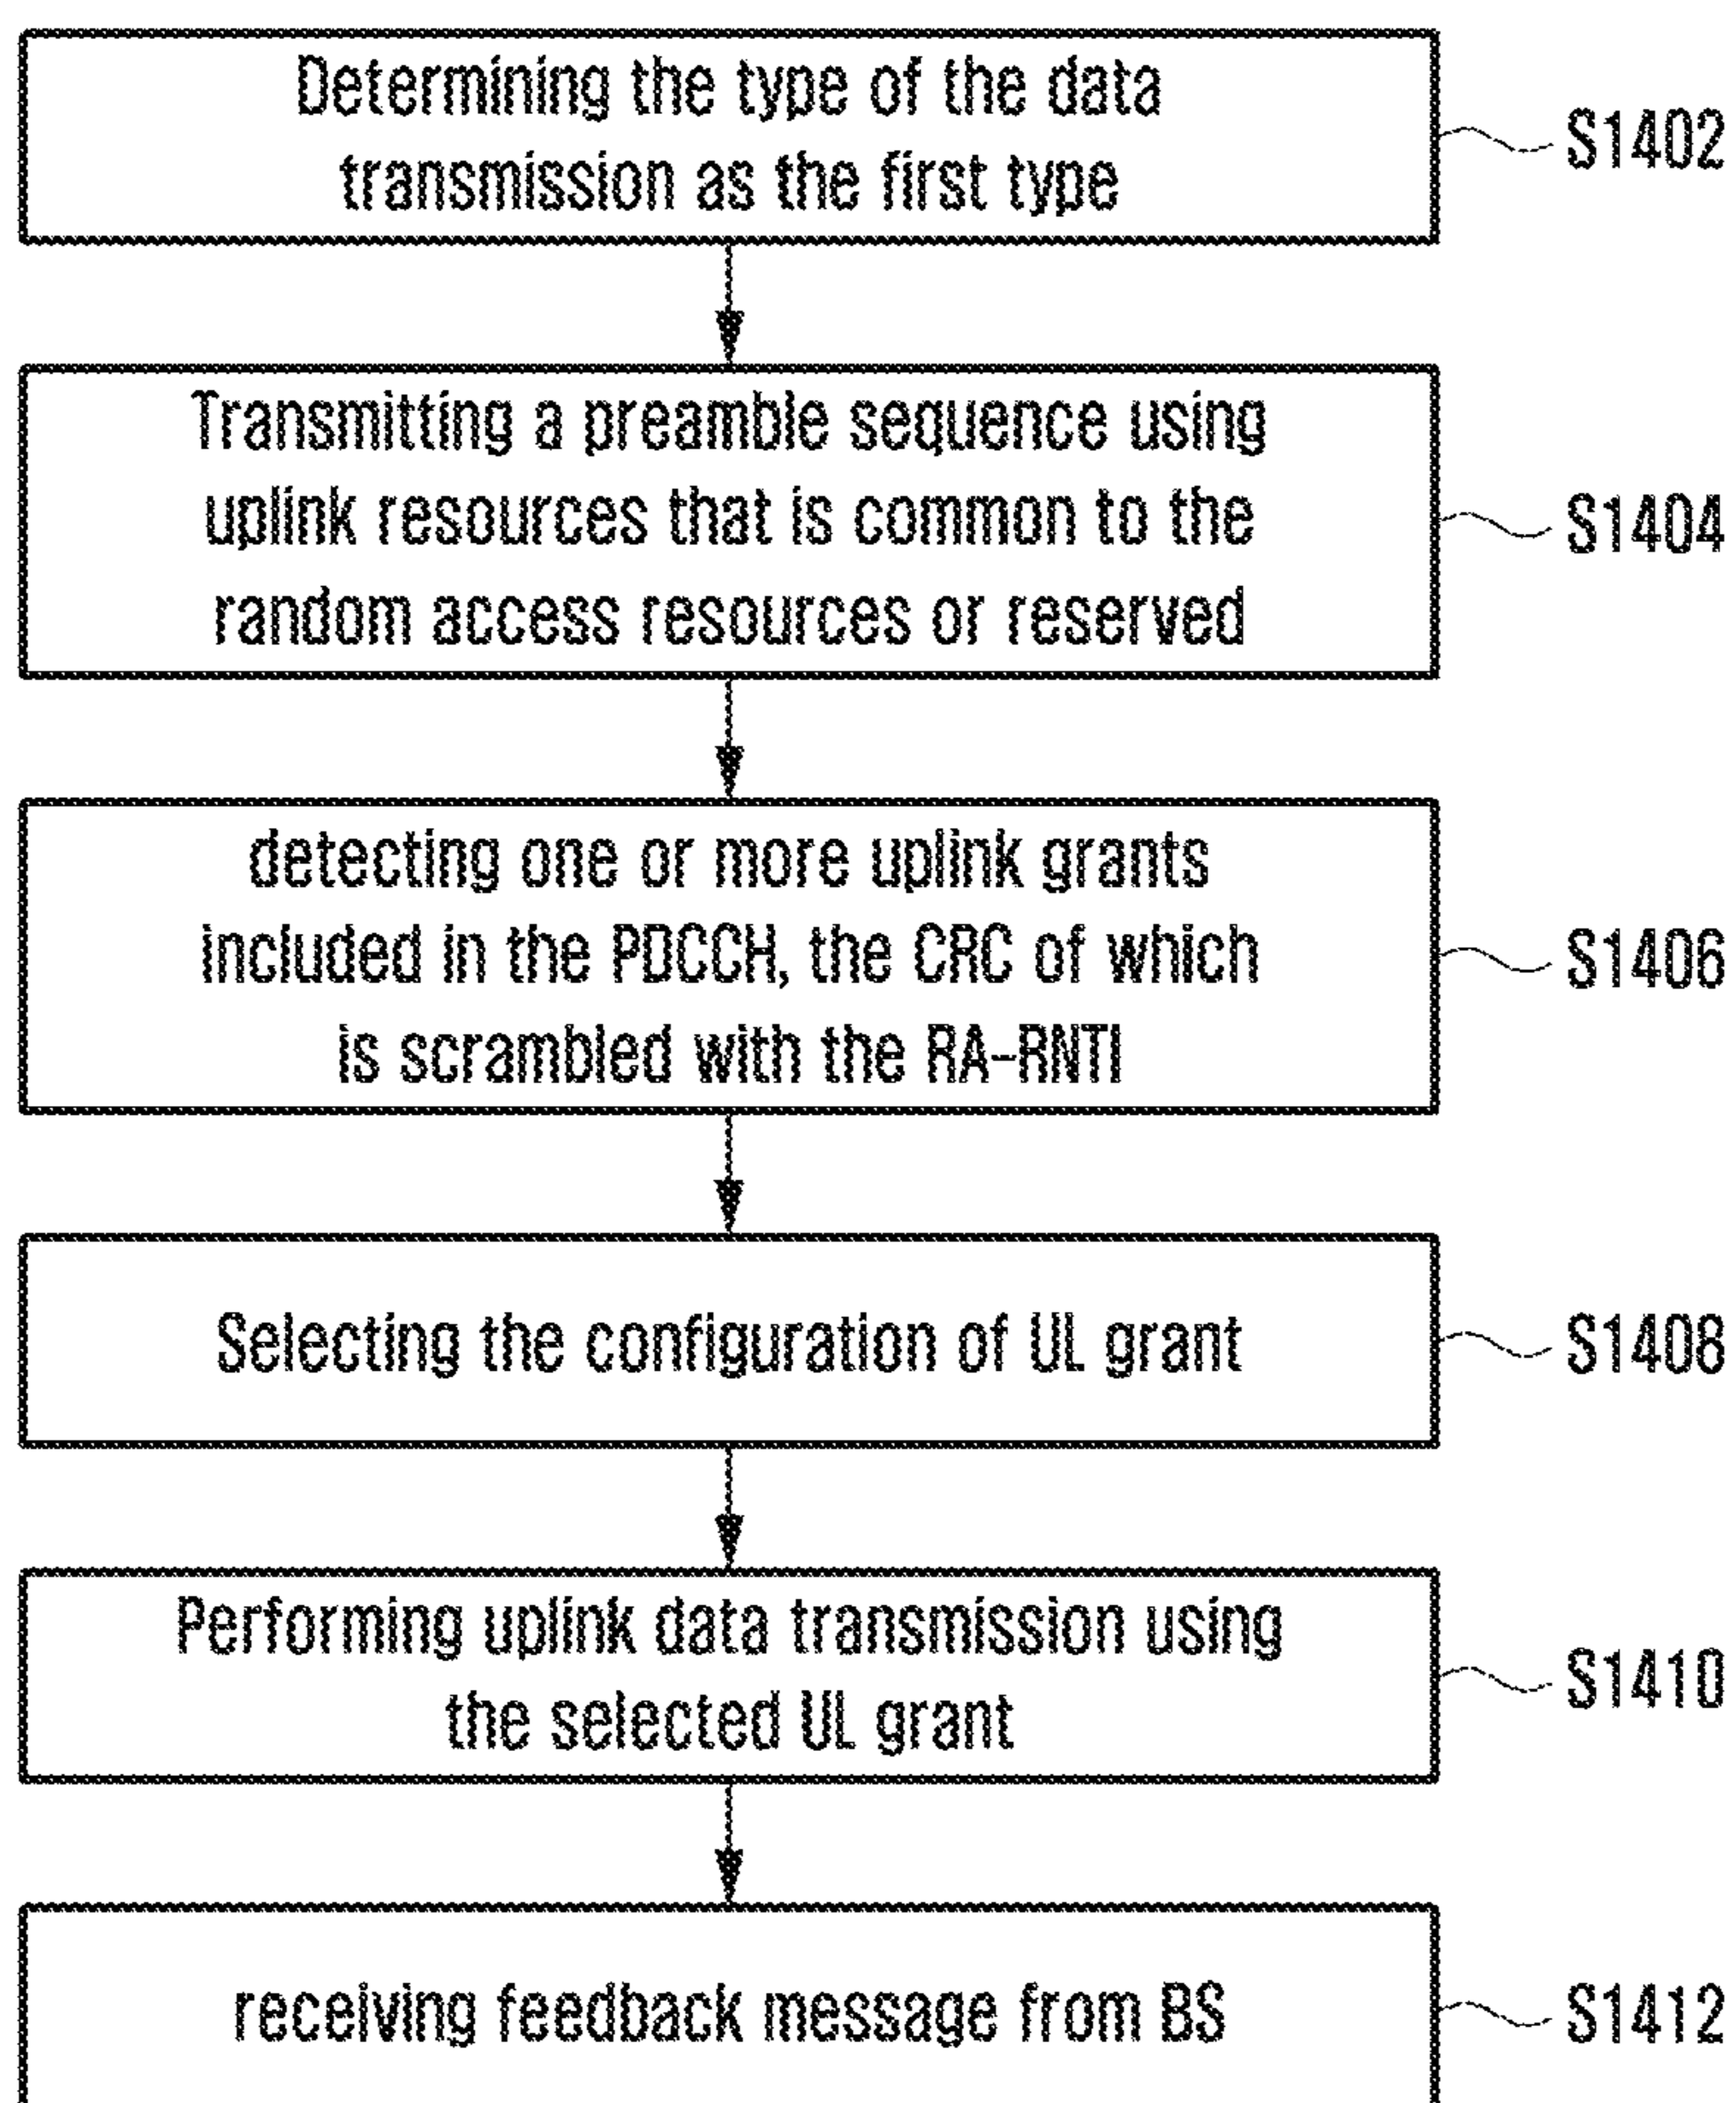 Determining the type of the data
transmission as the first type
S1402
Transmitting a preamble sequence using
uplink resources that is common to the
random access resources or reserved
S1404
detecting one or more uplink grants
included in the PDCCH, the CRC of which
is scrambled with the RA-RNTI
S1406
Selecting the configuration of UL grant
S1408
Performing uplink data transmission using
the selected UL grant
S1410
receiving feedback message from BS
S1412